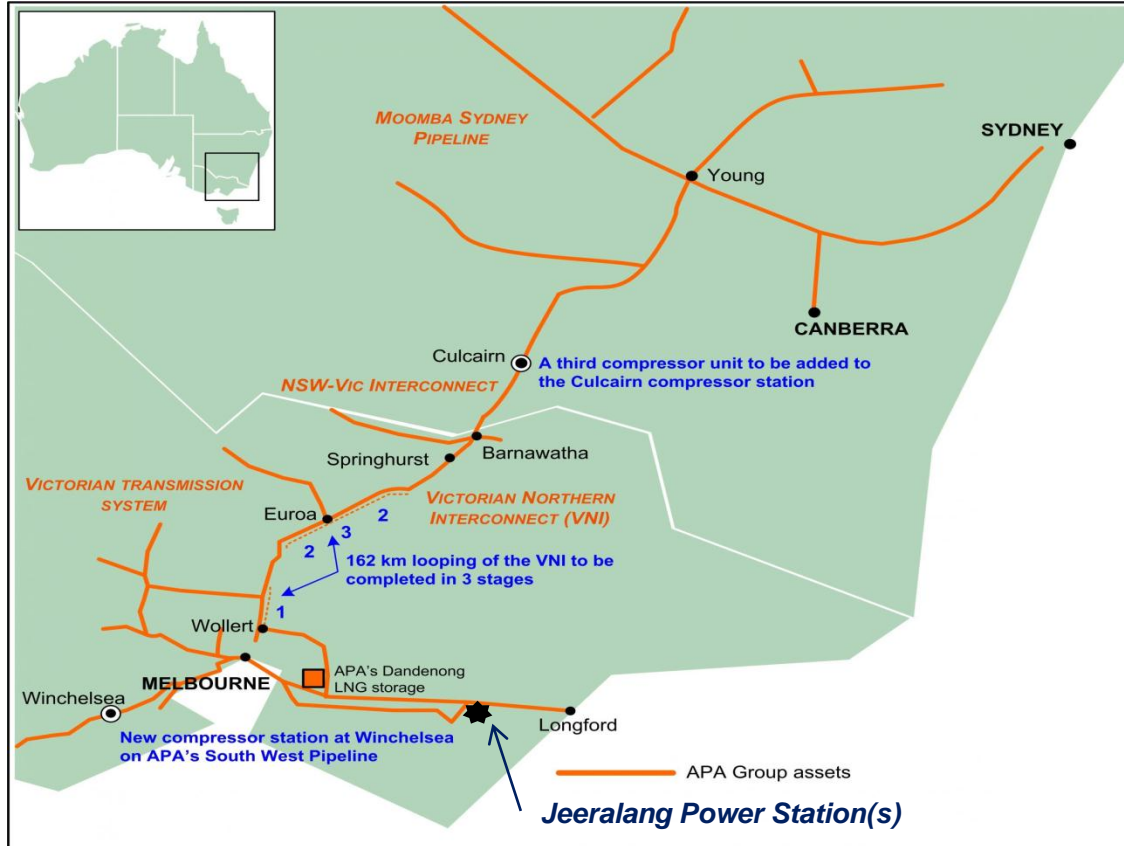 MOOMBA SYDNEY
PIPELINE
SYDNEY
Young
CANBERRA
Culcairn
A third compressor unit to be added to
the Culcairn compressor station
NSW-VIC INTERCONNECT
Barnawatha
Springhurst
VICTORIAN TRANSMISSION
SYSTEM
VICTORIAN NORTHERN
INTERCONNECT (VNI)
Euroa
2
3
2
162 km looping of the VNI to be
completed in 3 stages
1
Wollert
MELBOURNE
APA's Dandenong
LNG storage
Winchelsea
Longford
New compressor station at Winchelsea
on APA's South West Pipeline
APA Group assets
Jeeralang Power Station(s)